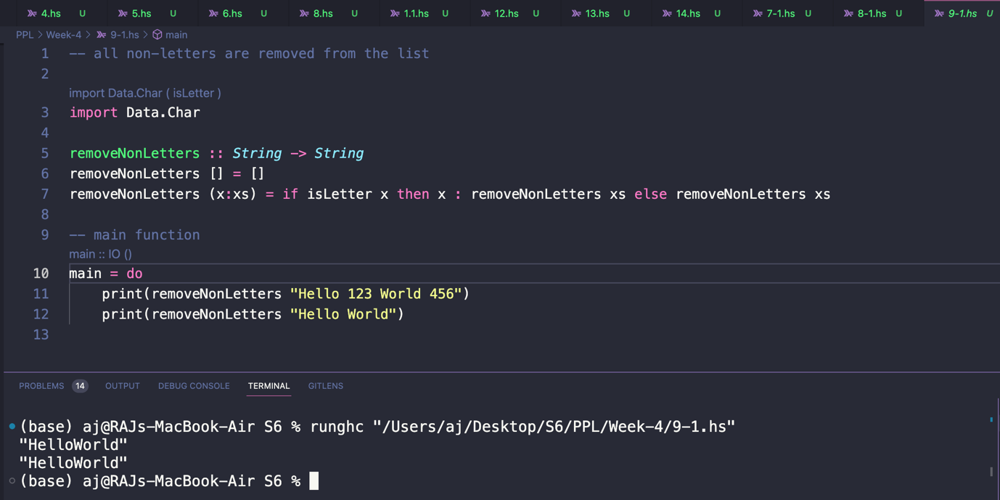 4.hs U 5.hs U 6.hs U 8.hs U 1.1.hs U 12.hs U 13.hs U 14.hs U 7-1.hs U 8-1.hs U 9-1.hs U
PPL > Week-4 > 9-1.hs > main
1 -- all non-letters are removed from the list
2
import Data.Char ( isLetter )
3 import Data.Char
4
5 removeNonLetters :: String -> String
6 removeNonLetters [] = []
7 removeNonLetters (x:xs) = if isLetter x then x : removeNonLetters xs else removeNonLetters xs
8
9 -- main function
main :: IO ()
10 main = do
11     print(removeNonLetters "Hello 123 World 456")
12     print(removeNonLetters "Hello World")
13
PROBLEMS 14 OUTPUT DEBUG CONSOLE TERMINAL GITLENS
(base) aj@RAJs-MacBook-Air S6 % runghc "/Users/aj/Desktop/S6/PPL/Week-4/9-1.hs"
"HelloWorld"
"HelloWorld"
(base) aj@RAJs-MacBook-Air S6 %